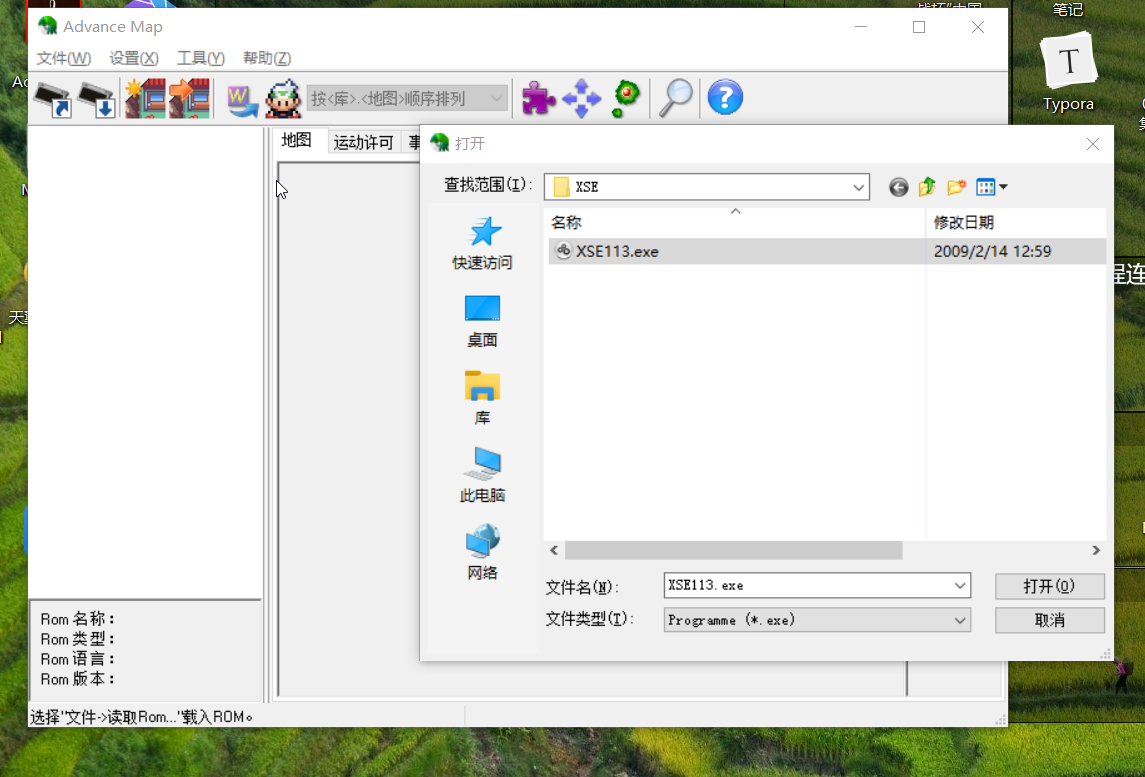 笔记
T
Typora
Advance Map
文件(W) 设置(X) 工具(Y) 帮助(Z)
W
按<库>.<地图>顺序排列
?
地图
运动许可
打开
查找范围(I):
XSE
名称
修改日期
XSE113.exe
2009/2/14 12:59
快速访问
桌面
库
此电脑
网络
文件名(N):
XSE113.exe
打开(O)
文件类型(T):
Programme (*.exe)
取消
Rom 名称：
Rom 类型：
Rom 语言：
Rom 版本：
选择"文件->读取Rom..."载入ROM。
程连